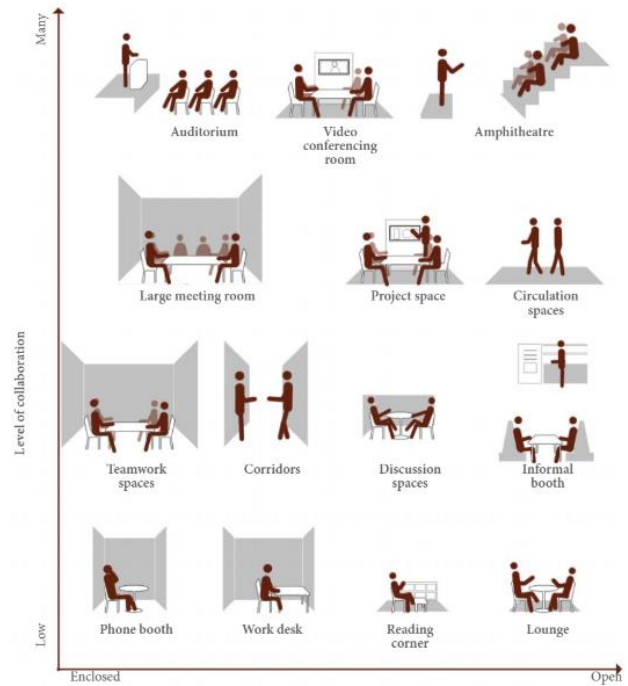 Many
Auditorium
Video
conferencing
room
Amphitheatre
Large meeting room
Project space
Circulation
spaces
Level of collaboration
Teamwork
spaces
Corridors
Discussion
spaces
Informal
booth
Phone booth
Work desk
Reading
corner
Lounge
Low
Enclosed
Open